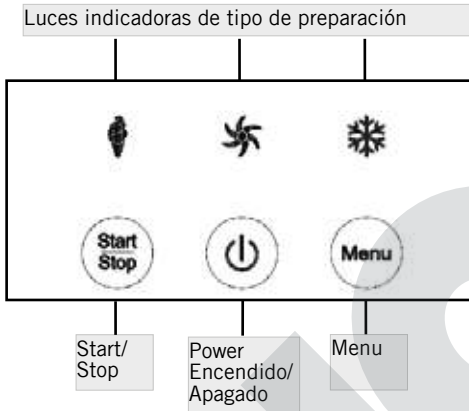 Luces indicadoras de tipo de preparación
Start
Stop
Menu
Start/
Stop
Power
Encendido/
Apagado
Menu